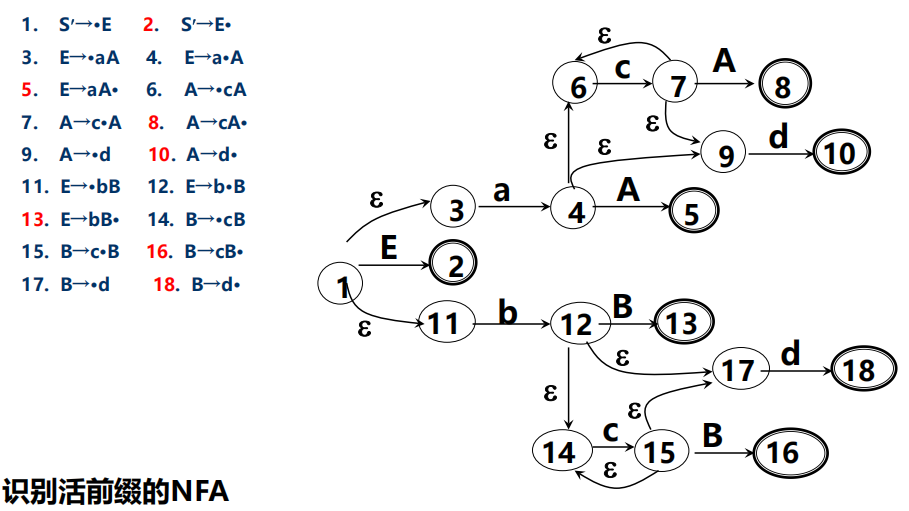 1. S′→•E 2. S′→E•
3. E→•aA 4. E→a•A
5. E→aA• 6. A→•cA
7. A→c•A 8. A→cA•
9. A→•d 10. A→d•
11. E→•bB 12. E→b•B
13. E→bB• 14. B→•cB
15. B→c•B 16. B→cB•
17. B→•d 18. B→d•
ε
6 c 7 A 8
ε ε ε
9 d 10
ε 3 a 4 A 5
E 2
1
ε 11 b 12 B 13
ε 17 d 18
ε ε
14 c 15 B 16
ε
识别活前缀的NFA